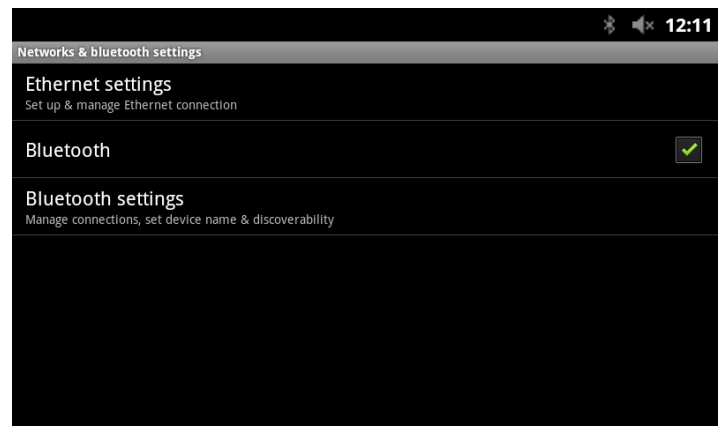 12:11
Networks & bluetooth settings
Ethernet settings
Set up & manage Ethernet connection
Bluetooth
Bluetooth settings
Manage connections, set device name & discoverability